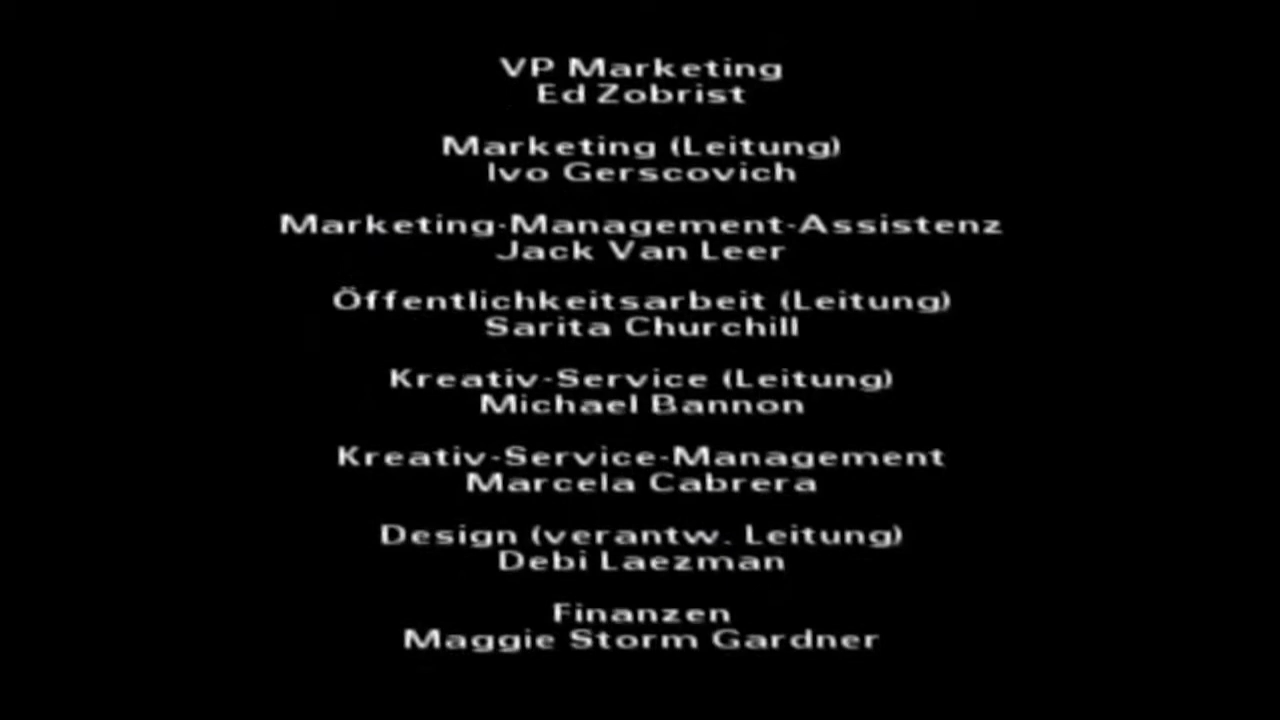 VP Marketing
Ed Zobrist
Marketing (Leitung)
Ivo Gerscovich
Marketing-Management-Assistenz
Jack Van Leer
Öffentlichkeitsarbeit (Leitung)
Sarita Churchill
Kreativ-Service (Leitung)
Michael Bannon
Kreativ-Service-Management
Marcela Cabrera
Design (verantw. Leitung)
Debi Laezman
Finanzen
Maggie Storm Gardner